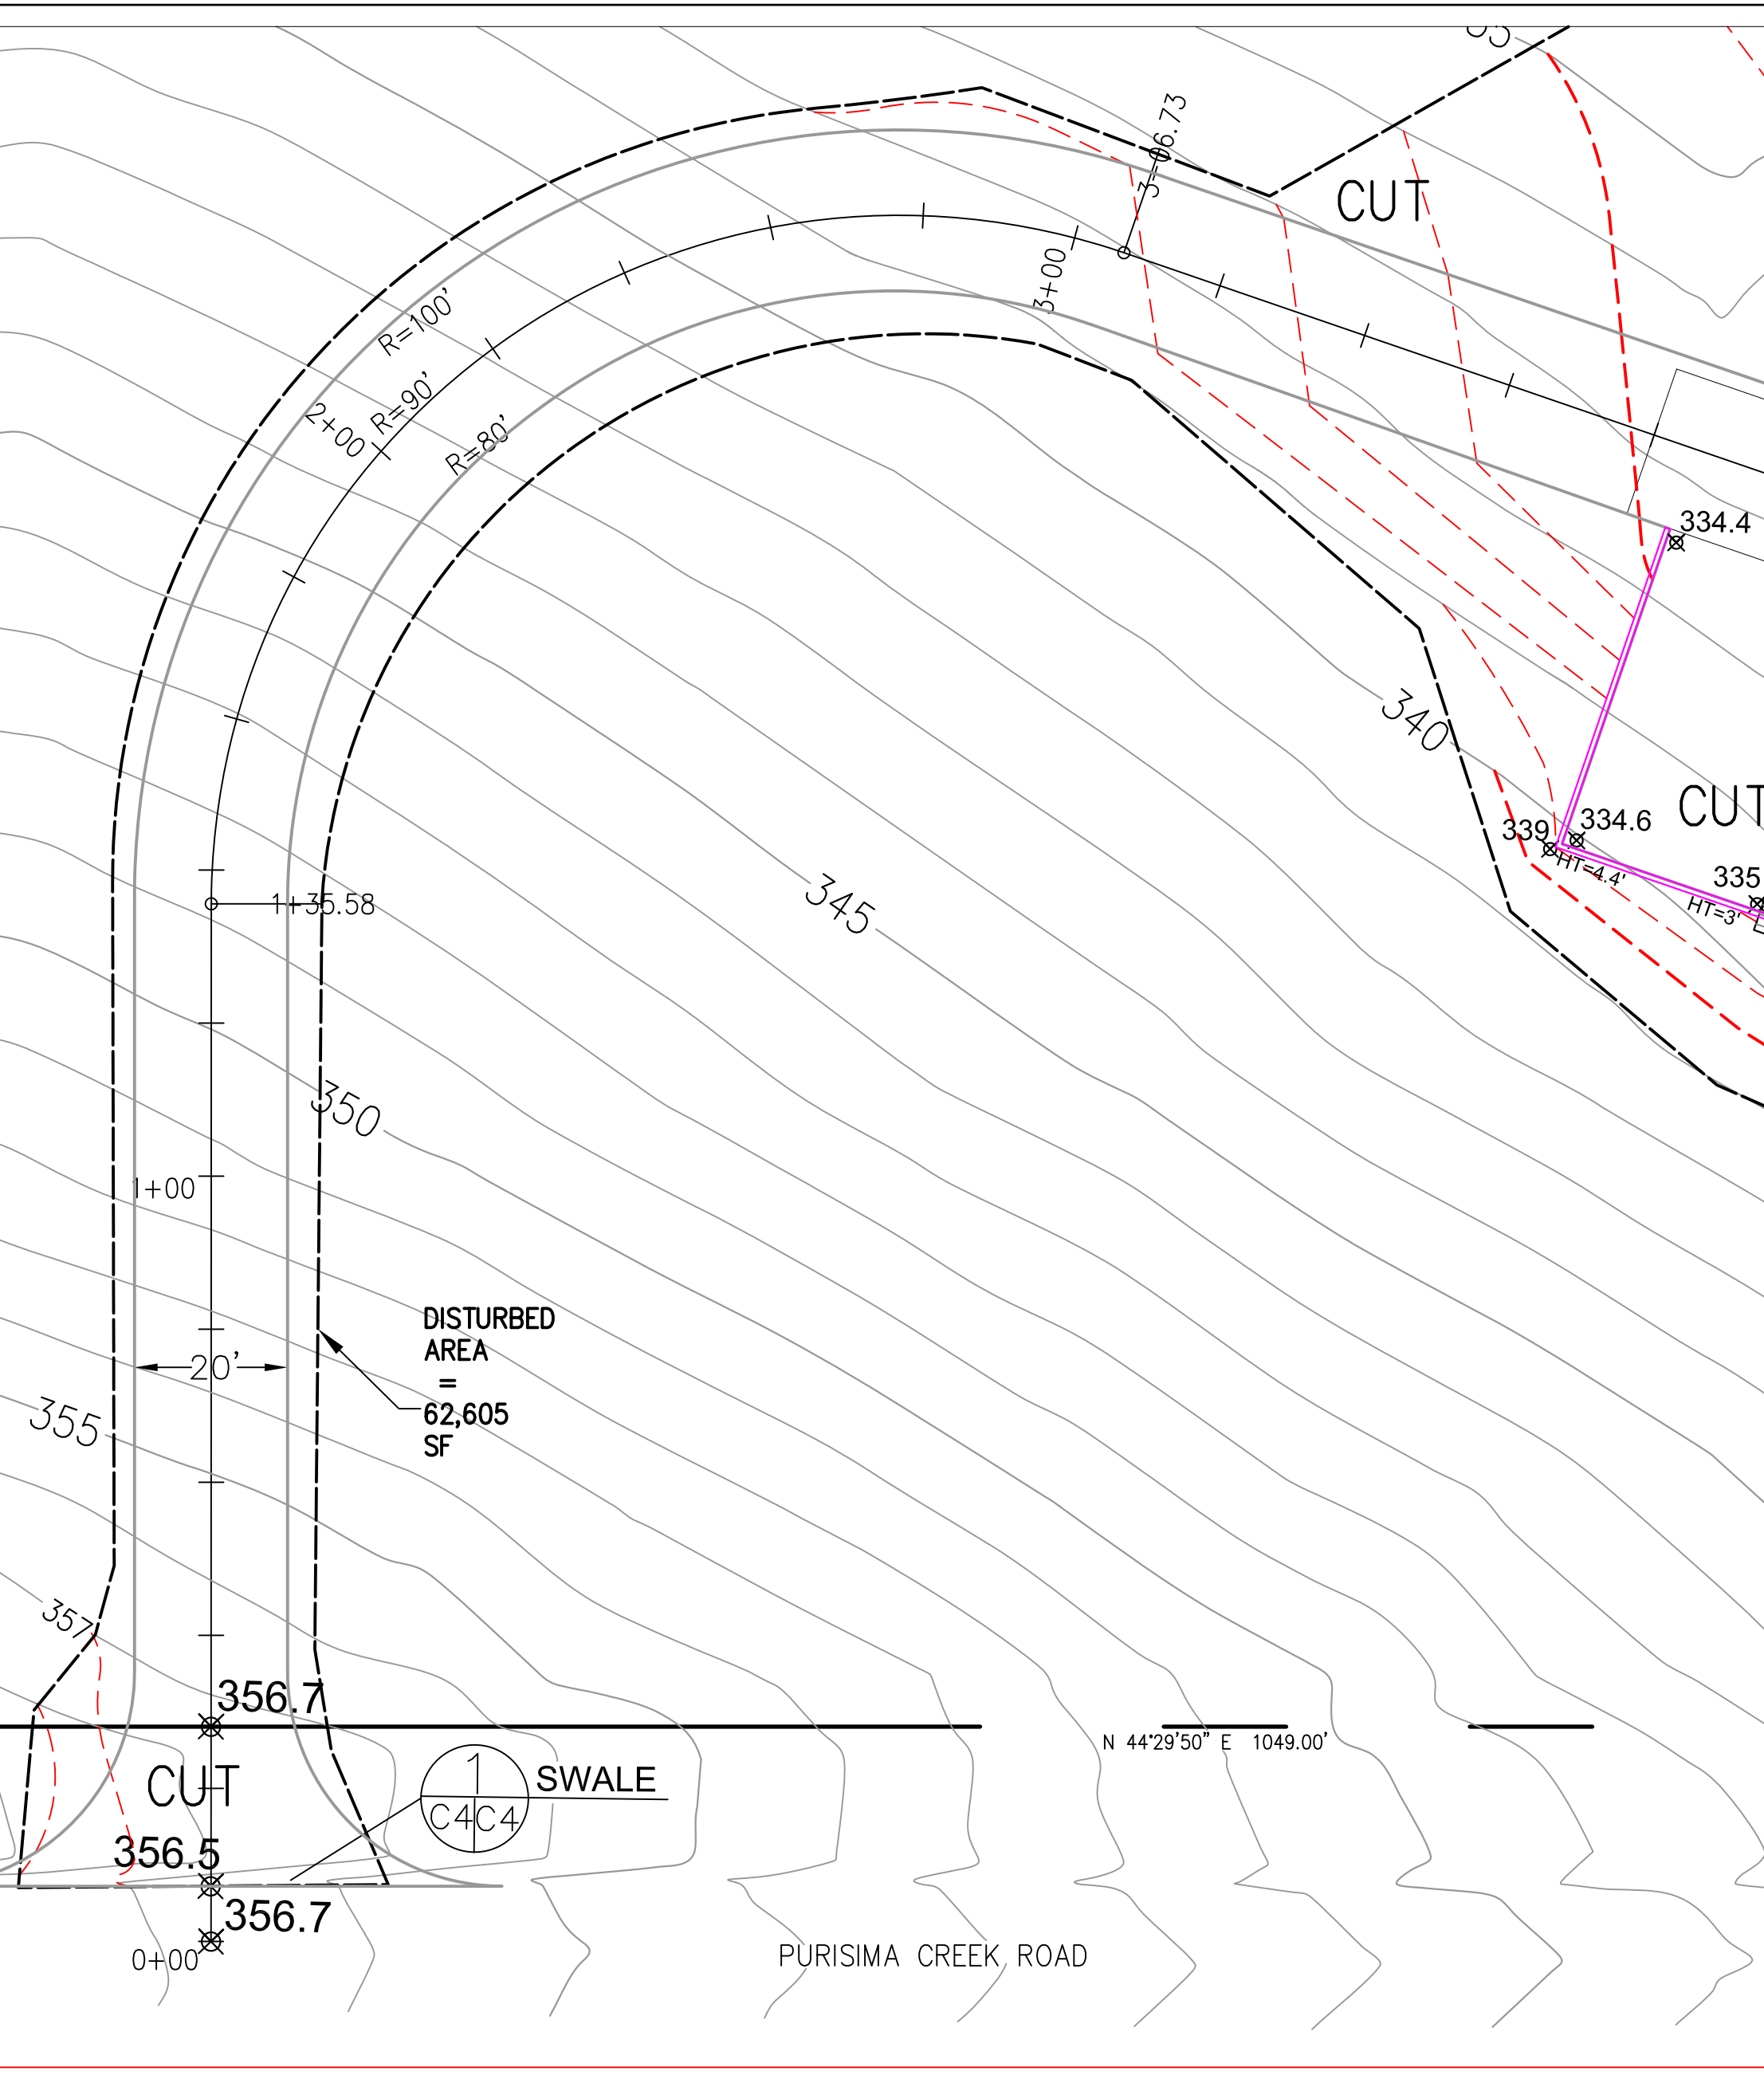 3+06.73
CUT
3+00
R=100'
R=90'
2+00
R=80'
334.4
340
CUT
334.6
339
HT=4.4'
335
HT=3'
345
1+35.58
350
1+00
DISTURBED
AREA
=
62,605
SF
20'
355
357
356.7
N 44°29'50" E 1049.00'
CUT
1
SWALE
C4 C4
356.5
356.7
0+00
PURISIMA CREEK ROAD